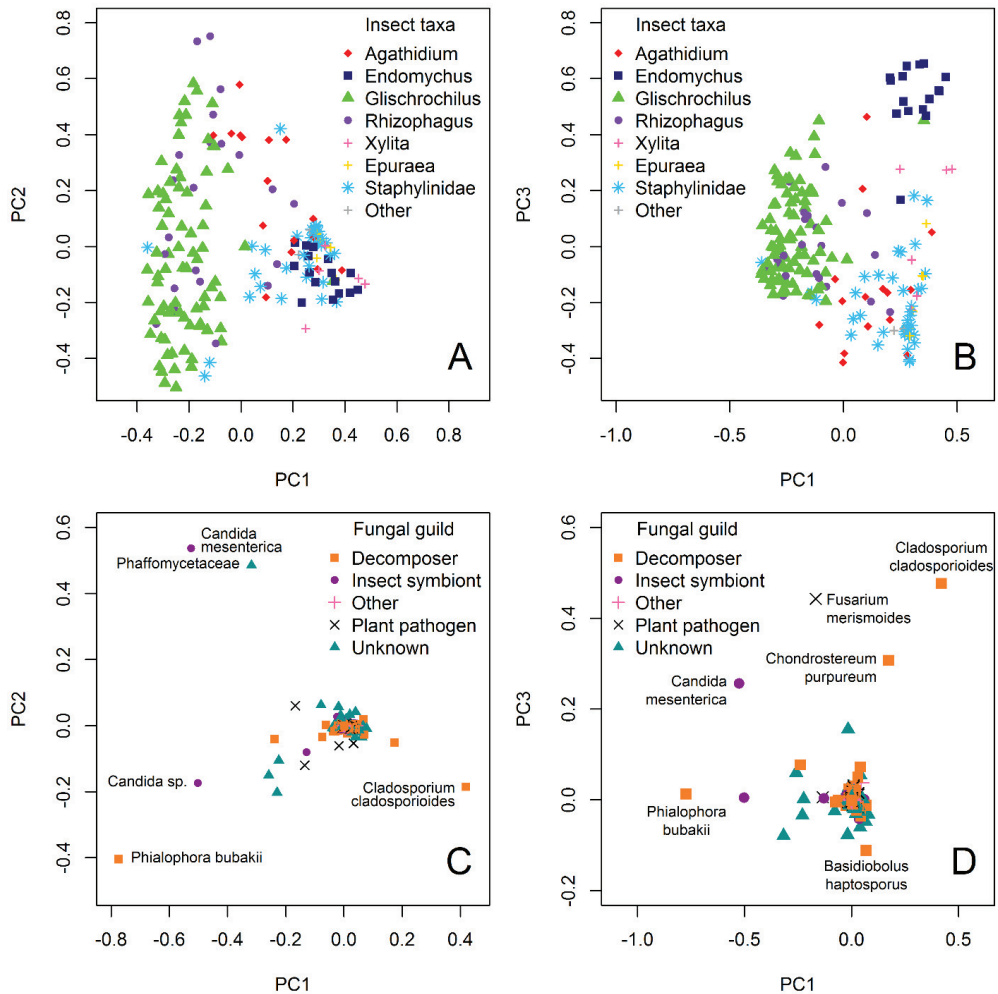 Insect taxa
Agathidium
Endomychus
Glischrochilus
Rhizophagus
Xylita
Epuraea
Staphylinidae
Other
0.8
0.6
0.4
0.2
0.0
-0.2
-0.4
PC2
A
-0.4
-0.2
0.0
0.2
0.4
0.6
0.8
PC1
Insect taxa
Agathidium
Endomychus
Glischrochilus
Rhizophagus
Xylita
Epuraea
Staphylinidae
Other
0.8
0.6
0.4
0.2
0.0
-0.2
-0.4
PC3
B
-1.0
-0.5
0.0
0.5
PC1
Fungal guild
Decomposer
Insect symbiont
Other
Plant pathogen
Unknown
Candida
mesenterica
Phaffomycetaceae
Candida sp.
Cladosporium
cladosporioides
Phialophora bubakii
0.6
0.4
0.2
0.0
-0.2
-0.4
PC2
C
-0.8
-0.6
-0.4
-0.2
0.0
0.2
0.4
PC1
Fungal guild
Decomposer
Insect symbiont
Other
Plant pathogen
Unknown
Cladosporium
cladosporioides
Fusarium
merismoides
Chondrostereum
purpureum
Candida
mesenterica
Phialophora
bubakii
Basidiobolus
haptosporus
0.6
0.4
0.2
0.0
-0.2
PC3
D
-1.0
-0.5
0.0
0.5
PC1